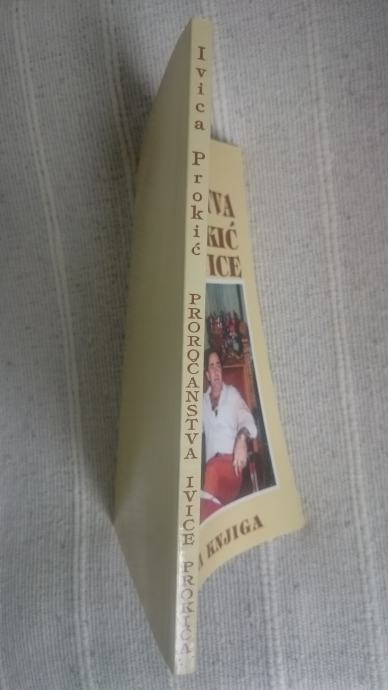 Ivica Prokić PROROČANSTVA IVICE PROKIĆA
VA
KIĆ
ICE
A KNJIGA